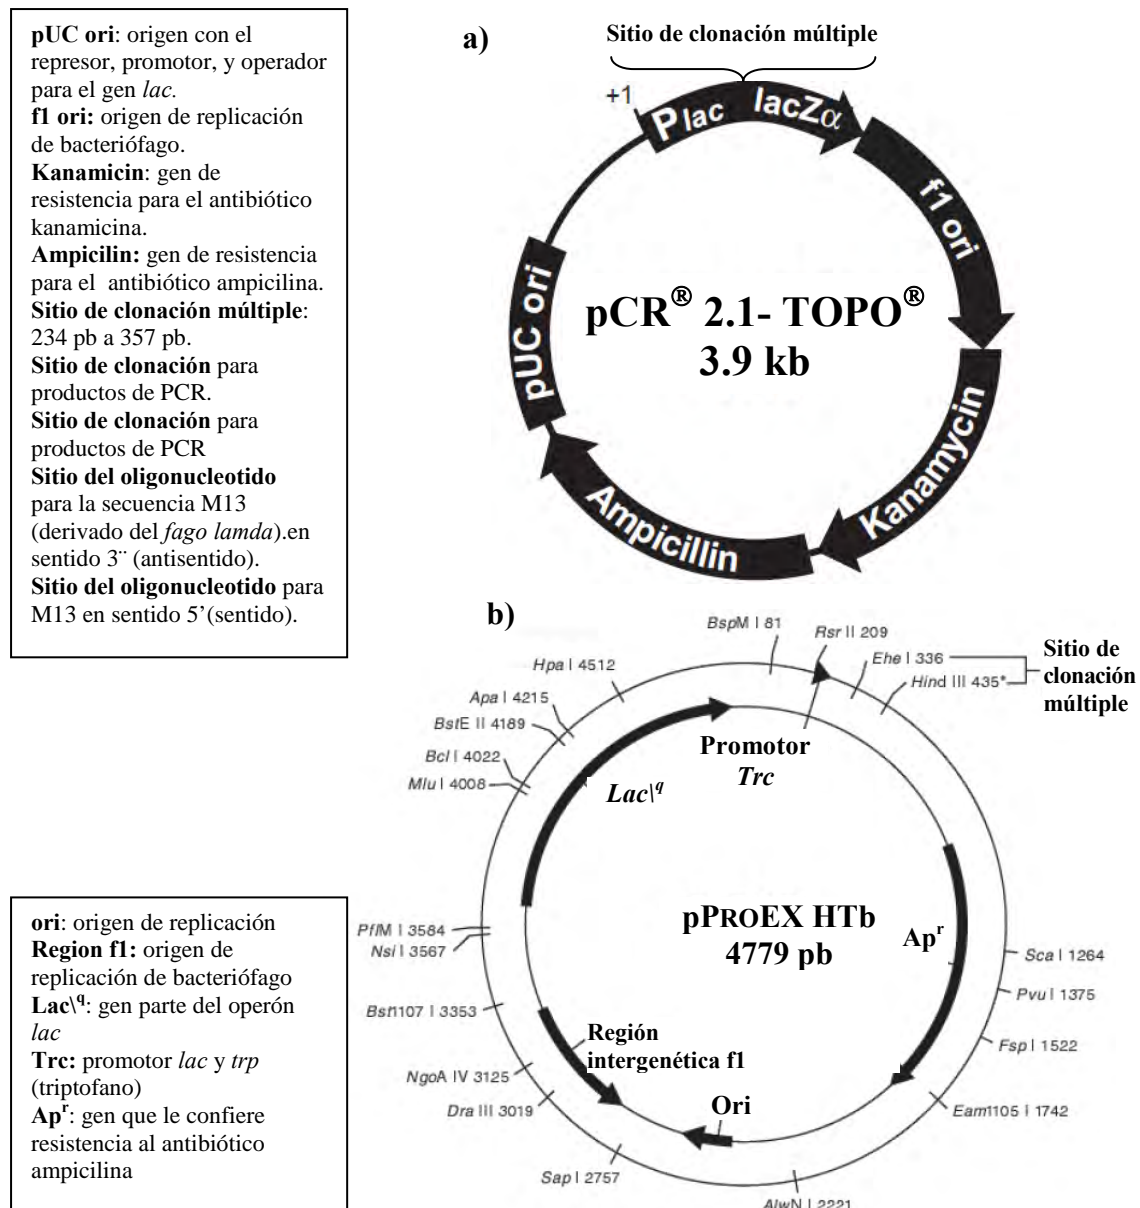 pUC ori: origen con el
represor, promotor, y operador
para el gen lac.
f1 ori: origen de replicación
de bacteriófago.
Kanamicin: gen de
resistencia para el antibiótico
kanamicina.
Ampicilin: gen de resistencia
para el antibiótico ampicilina.
Sitio de clonación múltiple:
234 pb a 357 pb.
Sitio de clonación para
productos de PCR.
Sitio de clonación para
productos de PCR
Sitio del oligonucleotido
para la secuencia M13
(derivado del fago lamda).en
sentido 3¨ (antisentido).
Sitio del oligonucleotido para
M13 en sentido 5’(sentido).
a)
Sitio de clonación múltiple
+1
Plac
lacZα
f1 ori
Kanamycin
Ampicillin
pUC ori
pCR® 2.1- TOPO®
3.9 kb
b)
BspM I 81
Rsr II 209
Ehe I 336
Hind III 435*
Sitio de
clonación
múltiple
Hpa I 4512
Apa I 4215
BstE II 4189
Bcl I 4022
Mlu I 4008
PflM I 3584
Nsi I 3567
Bst1107 I 3353
NgoA IV 3125
Dra III 3019
Sap I 2757
AlwN I 2221
Eam1105 I 1742
Fsp I 1522
Pvu I 1375
Sca I 1264
Promotor
Trc
Lac\q
pPROEX HTb
4779 pb
Apr
Región
intergenética f1
Ori
ori: origen de replicación
Region f1: origen de
replicación de bacteriófago
Lac\q: gen parte del operón
lac
Trc: promotor lac y trp
(triptofano)
Apr: gen que le confiere
resistencia al antibiótico
ampicilina